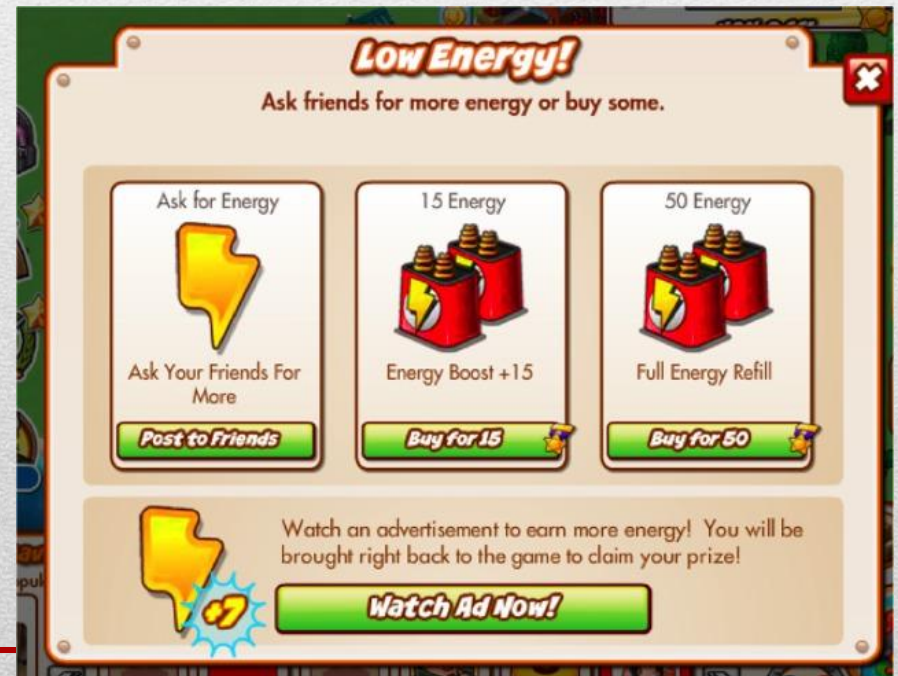 Low Energy!
Ask friends for more energy or buy some.
Ask for Energy
Ask Your Friends For
More
Post to Friends
15 Energy
Energy Boost +15
Buy for 15
50 Energy
Full Energy Refill
Buy for 50
Watch an advertisement to earn more energy! You will be
brought right back to the game to claim your prize!
+7
Watch Ad Now!